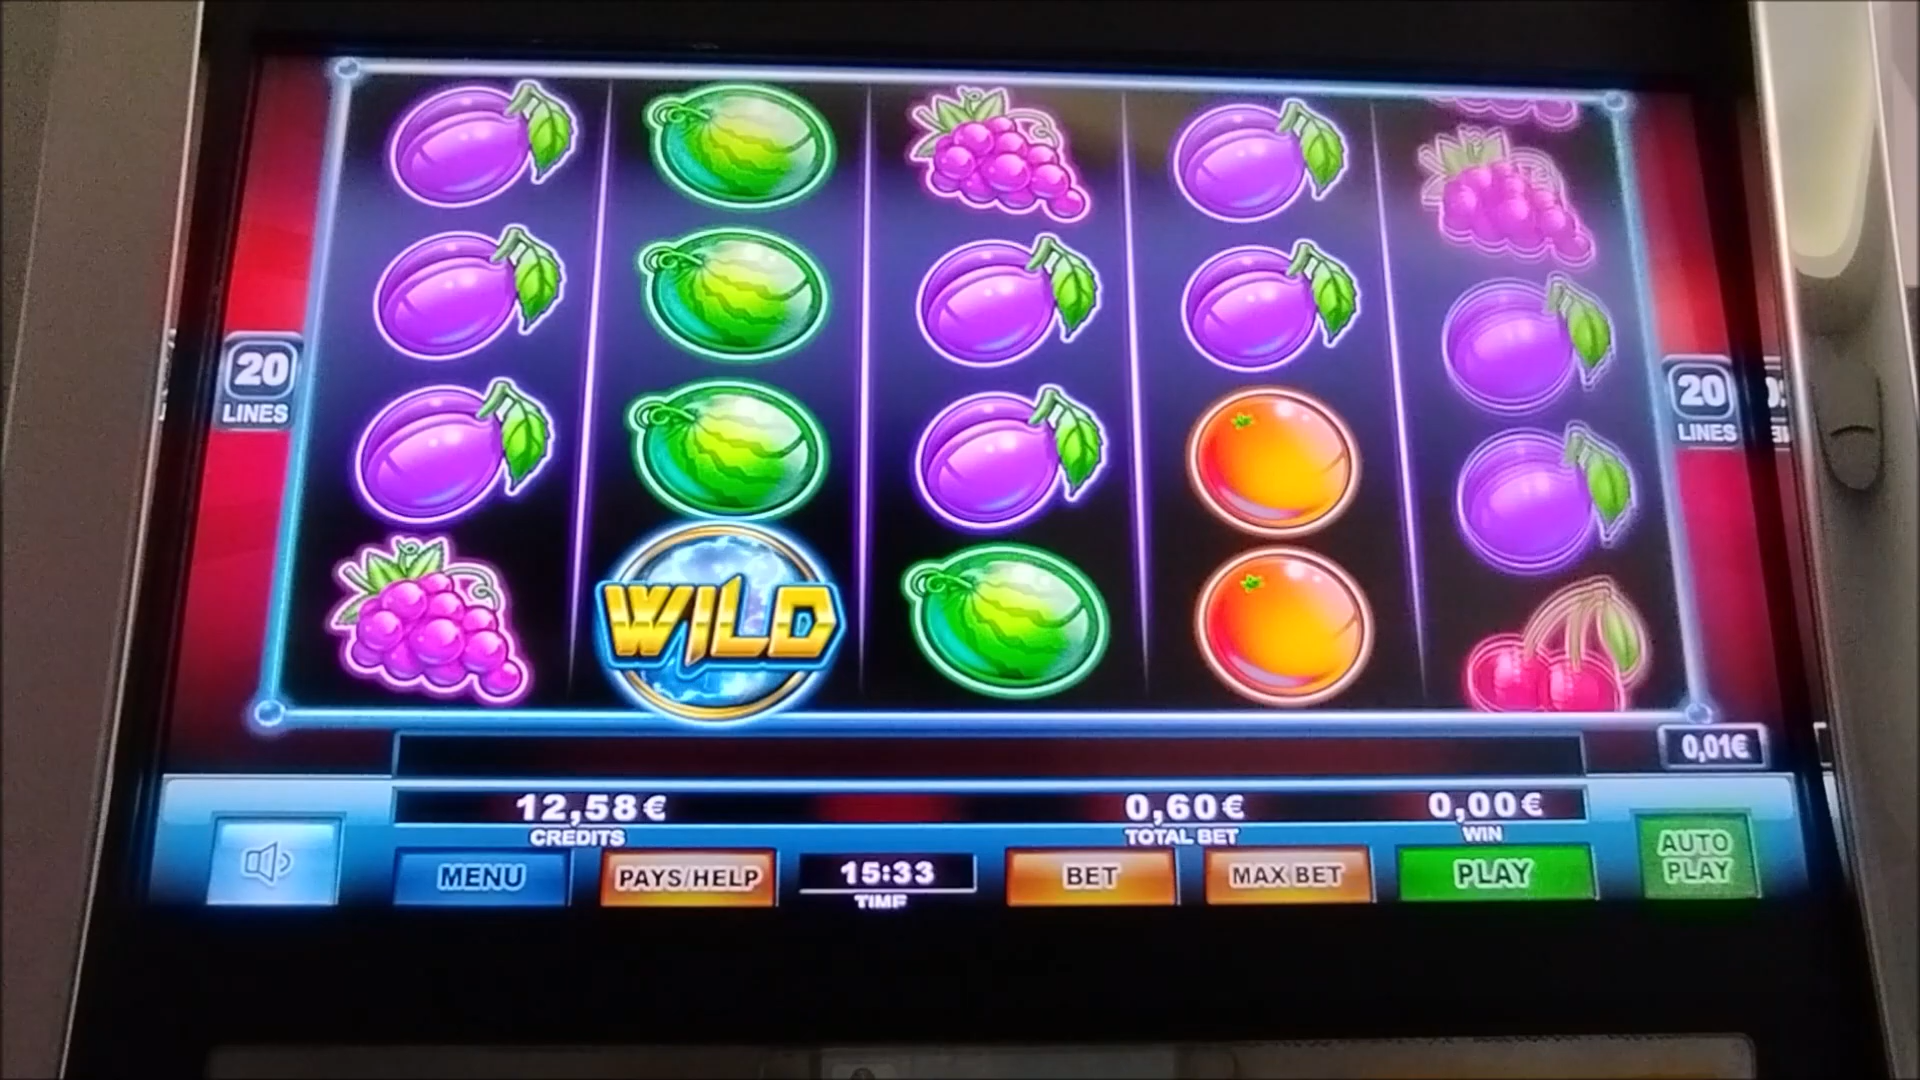 WILD
20
LINES
20
LINES
0,01€
12,58€
CREDITS
0,60€
TOTAL BET
0,00€
WIN
MENU
PAYS/HELP
15:33
TIME
BET
MAX BET
PLAY
AUTO
PLAY